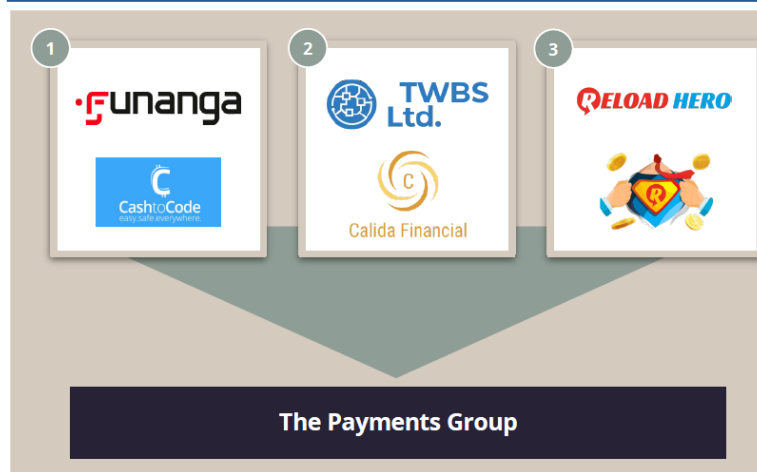 1
Funanga
C
CashtoCode
easy.safe.everywhere.
2
TWBS
Ltd.
C
Calida Financial
3
RELOAD HERO
R
The Payments Group